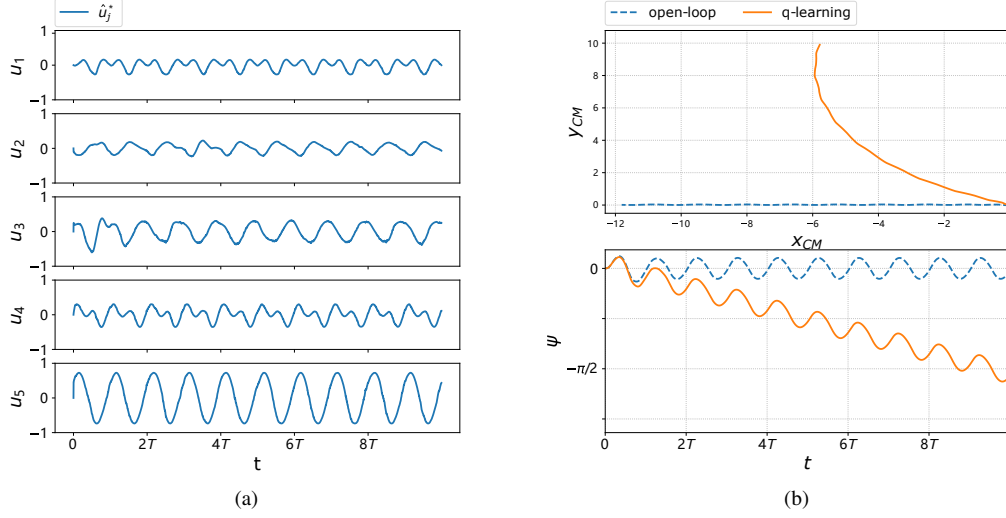 û*j
u1
1
0
−1
u2
1
0
−1
u3
1
0
−1
u4
1
0
−1
u5
1
0
−1
0 2T 4T 6T 8T
t
(a)
open-loop q-learning
yCM
10
8
6
4
2
0
−12 −10 −8 −6 −4 −2
xCM
ψ
0
−π/2
2T 4T 6T 8T
t
(b)